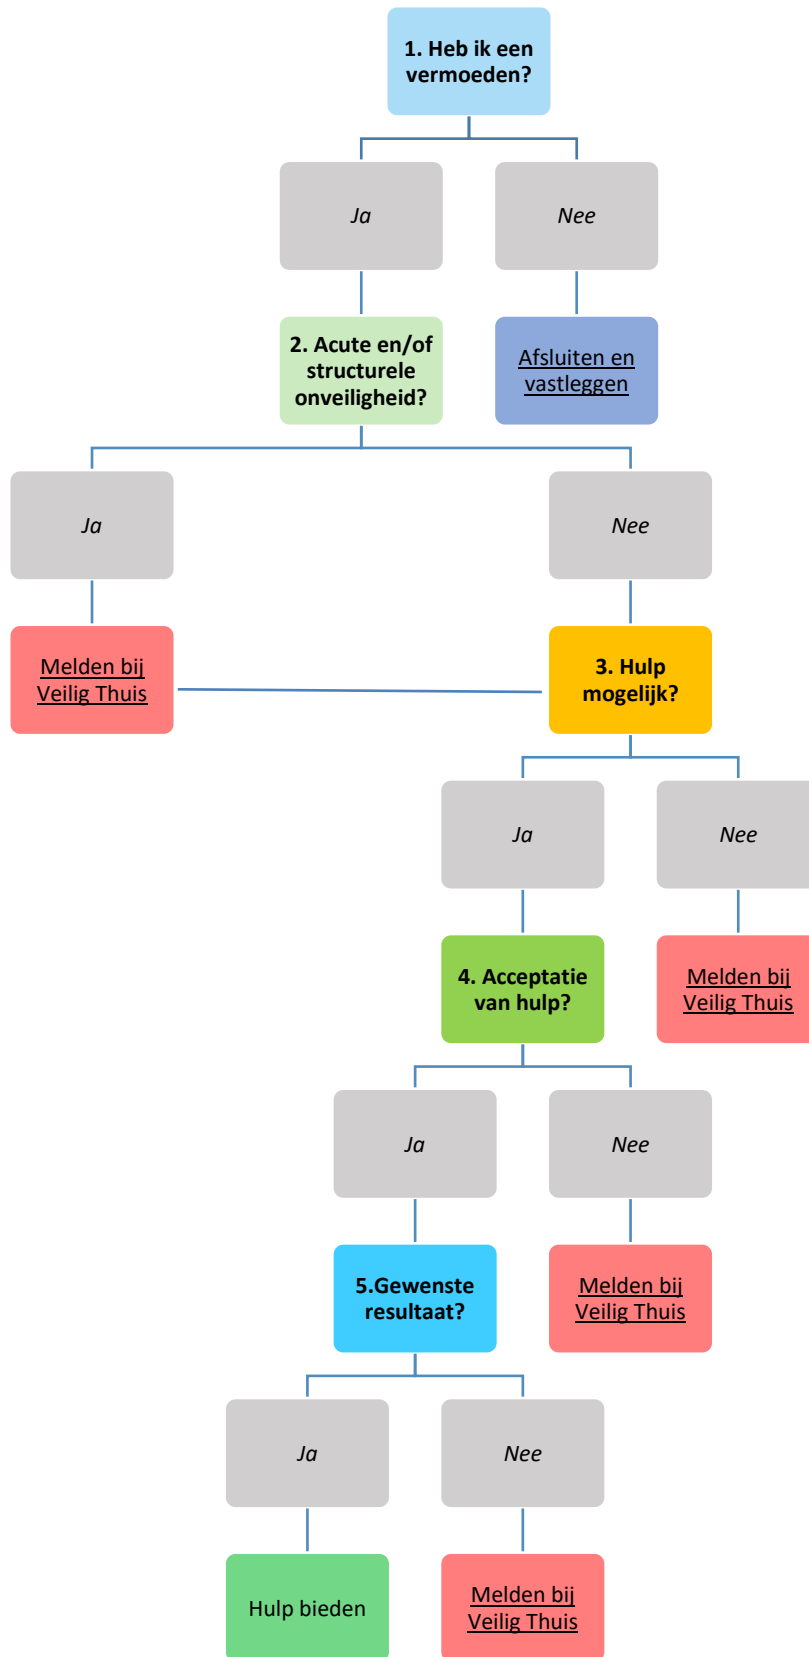 1. Heb ik een
vermoeden?
Ja
Nee
2. Acute en/of
structurele
onveiligheid?
Afsluiten en
vastleggen
Ja
Nee
Melden bij
Veilig Thuis
3. Hulp
mogelijk?
Ja
Nee
4. Acceptatie
van hulp?
Melden bij
Veilig Thuis
Ja
Nee
5.Gewenste
resultaat?
Melden bij
Veilig Thuis
Ja
Nee
Hulp bieden
Melden bij
Veilig Thuis